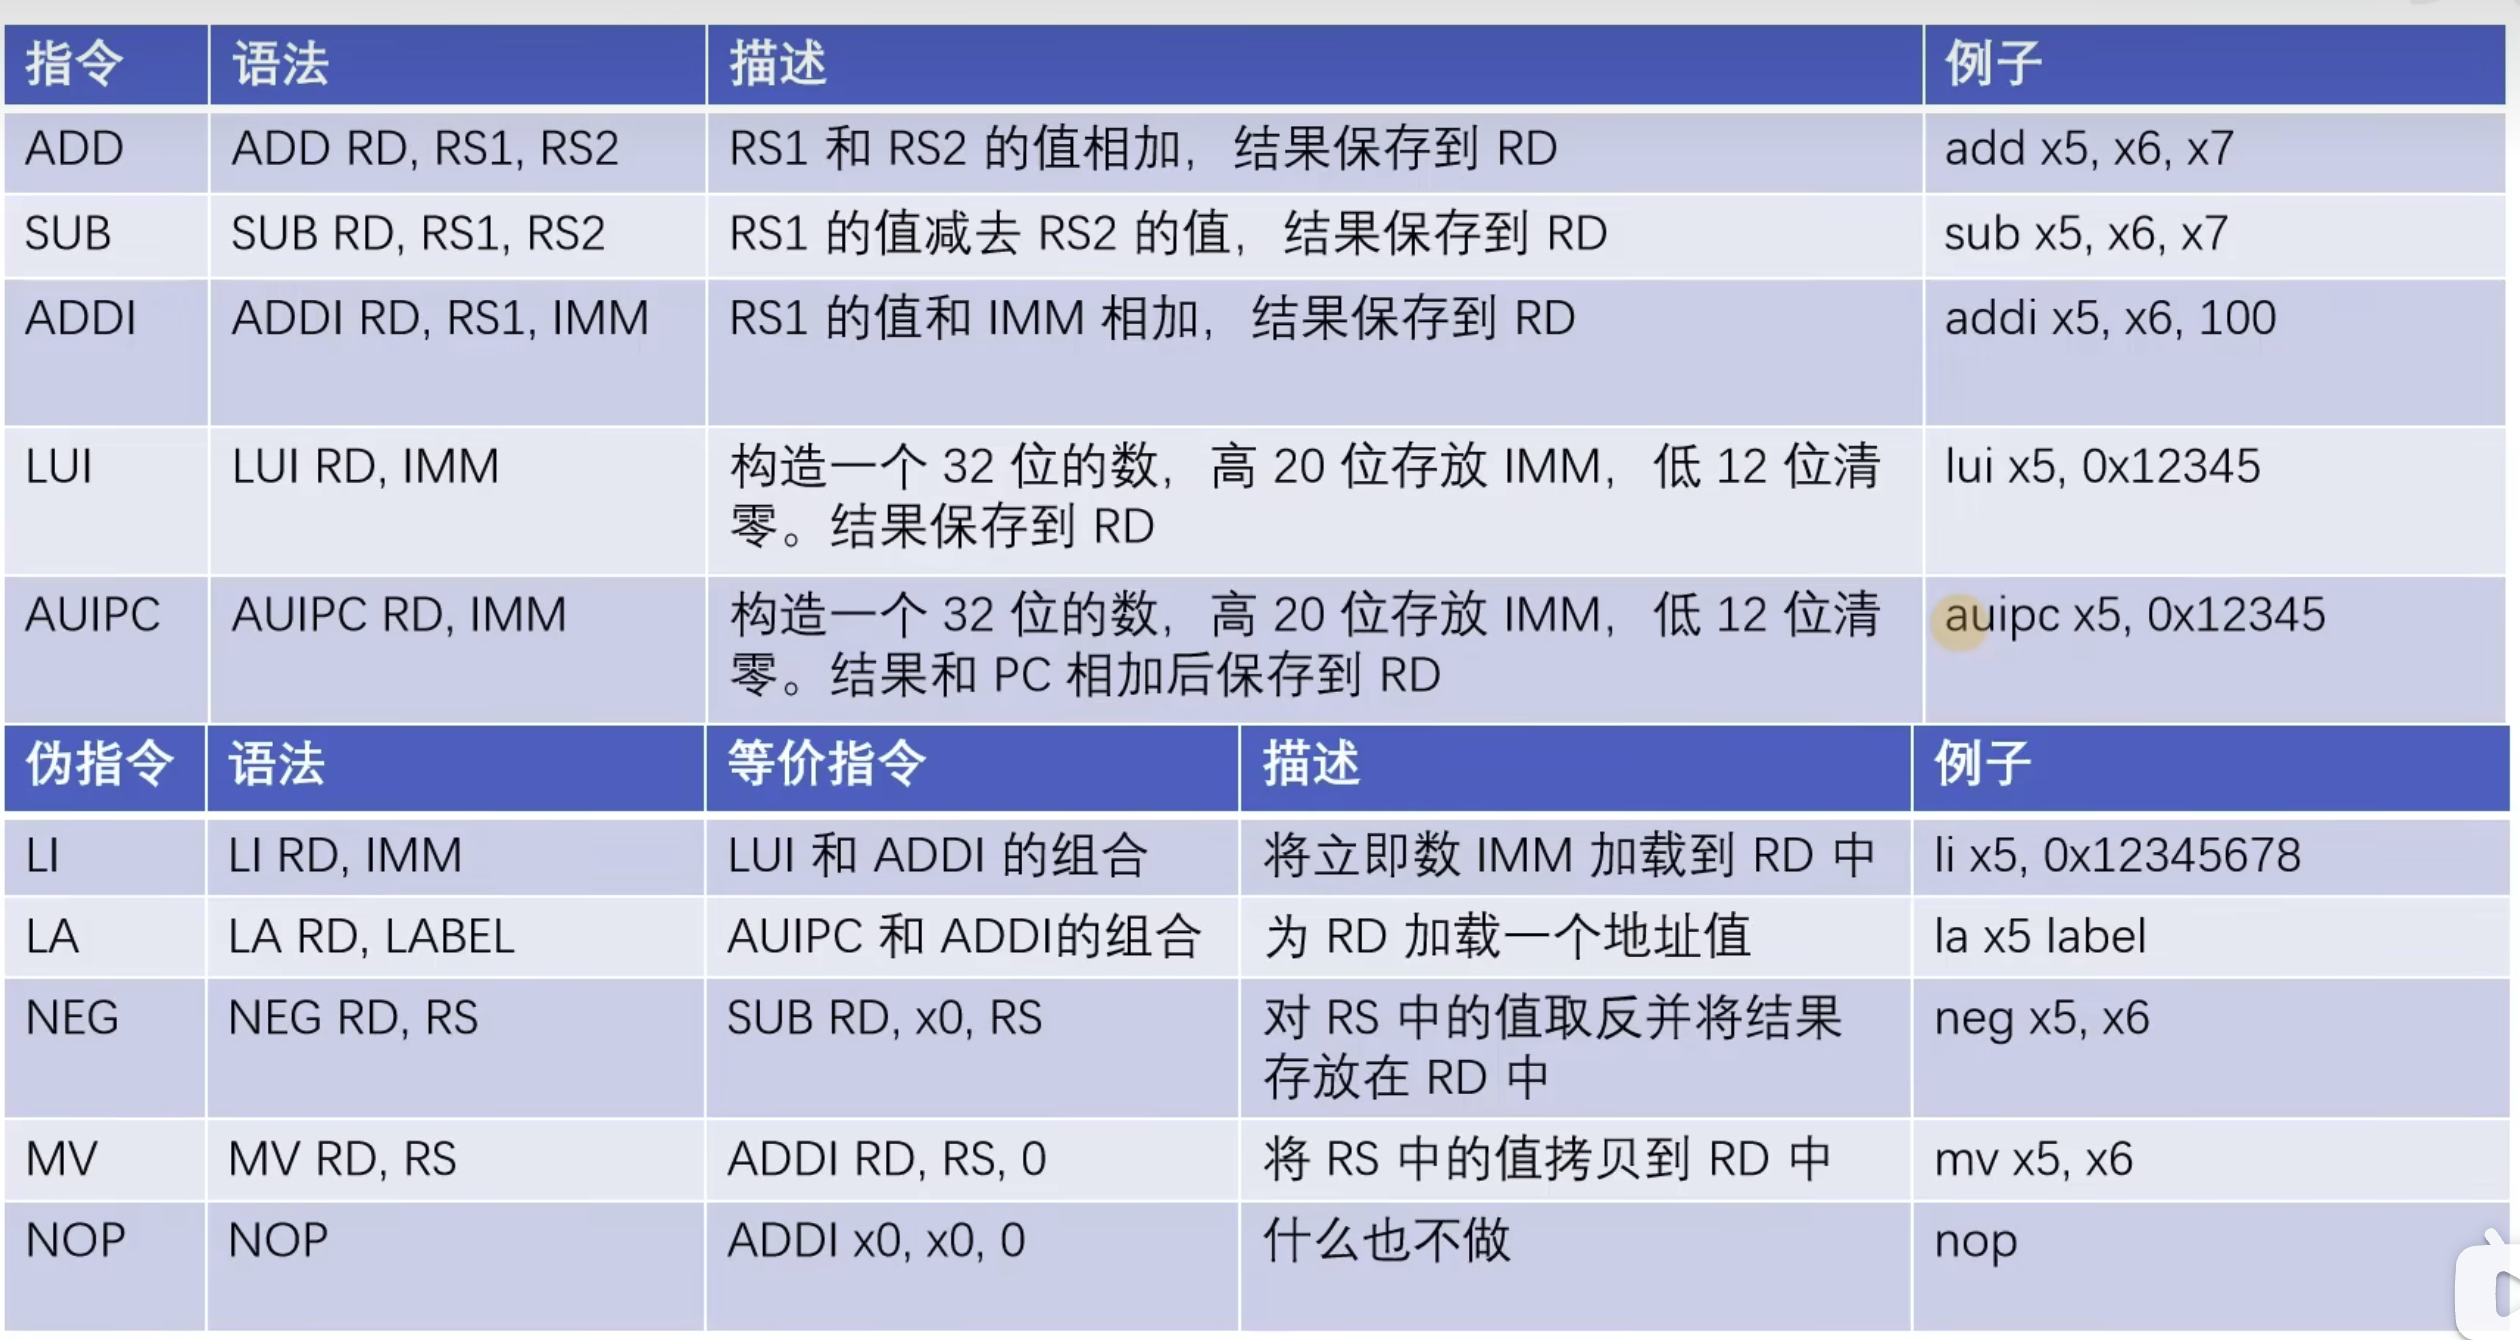 指令 语法 描述 例子
ADD ADD RD, RS1, RS2 RS1 和 RS2 的值相加，结果保存到 RD add x5, x6, x7
SUB SUB RD, RS1, RS2 RS1 的值减去 RS2 的值，结果保存到 RD sub x5, x6, x7
ADDI ADDI RD, RS1, IMM RS1 的值和 IMM 相加，结果保存到 RD addi x5, x6, 100
LUI LUI RD, IMM 构造一个 32 位的数，高 20 位存放 IMM，低 12 位清 lui x5, 0x12345
零。结果保存到 RD
AUIPC AUIPC RD, IMM 构造一个 32 位的数，高 20 位存放 IMM，低 12 位清 auipc x5, 0x12345
零。结果和 PC 相加后保存到 RD
伪指令 语法 等价指令 描述 例子
LI LI RD, IMM LUI 和 ADDI 的组合 将立即数 IMM 加载到 RD 中 li x5, 0x12345678
LA LA RD, LABEL AUIPC 和 ADDI的组合 为 RD 加载一个地址值 la x5 label
NEG NEG RD, RS SUB RD, x0, RS 对 RS 中的值取反并将结果 neg x5, x6
存放在 RD 中
MV MV RD, RS ADDI RD, RS, 0 将 RS 中的值拷贝到 RD 中 mv x5, x6
NOP NOP ADDI x0, x0, 0 什么也不做 nop